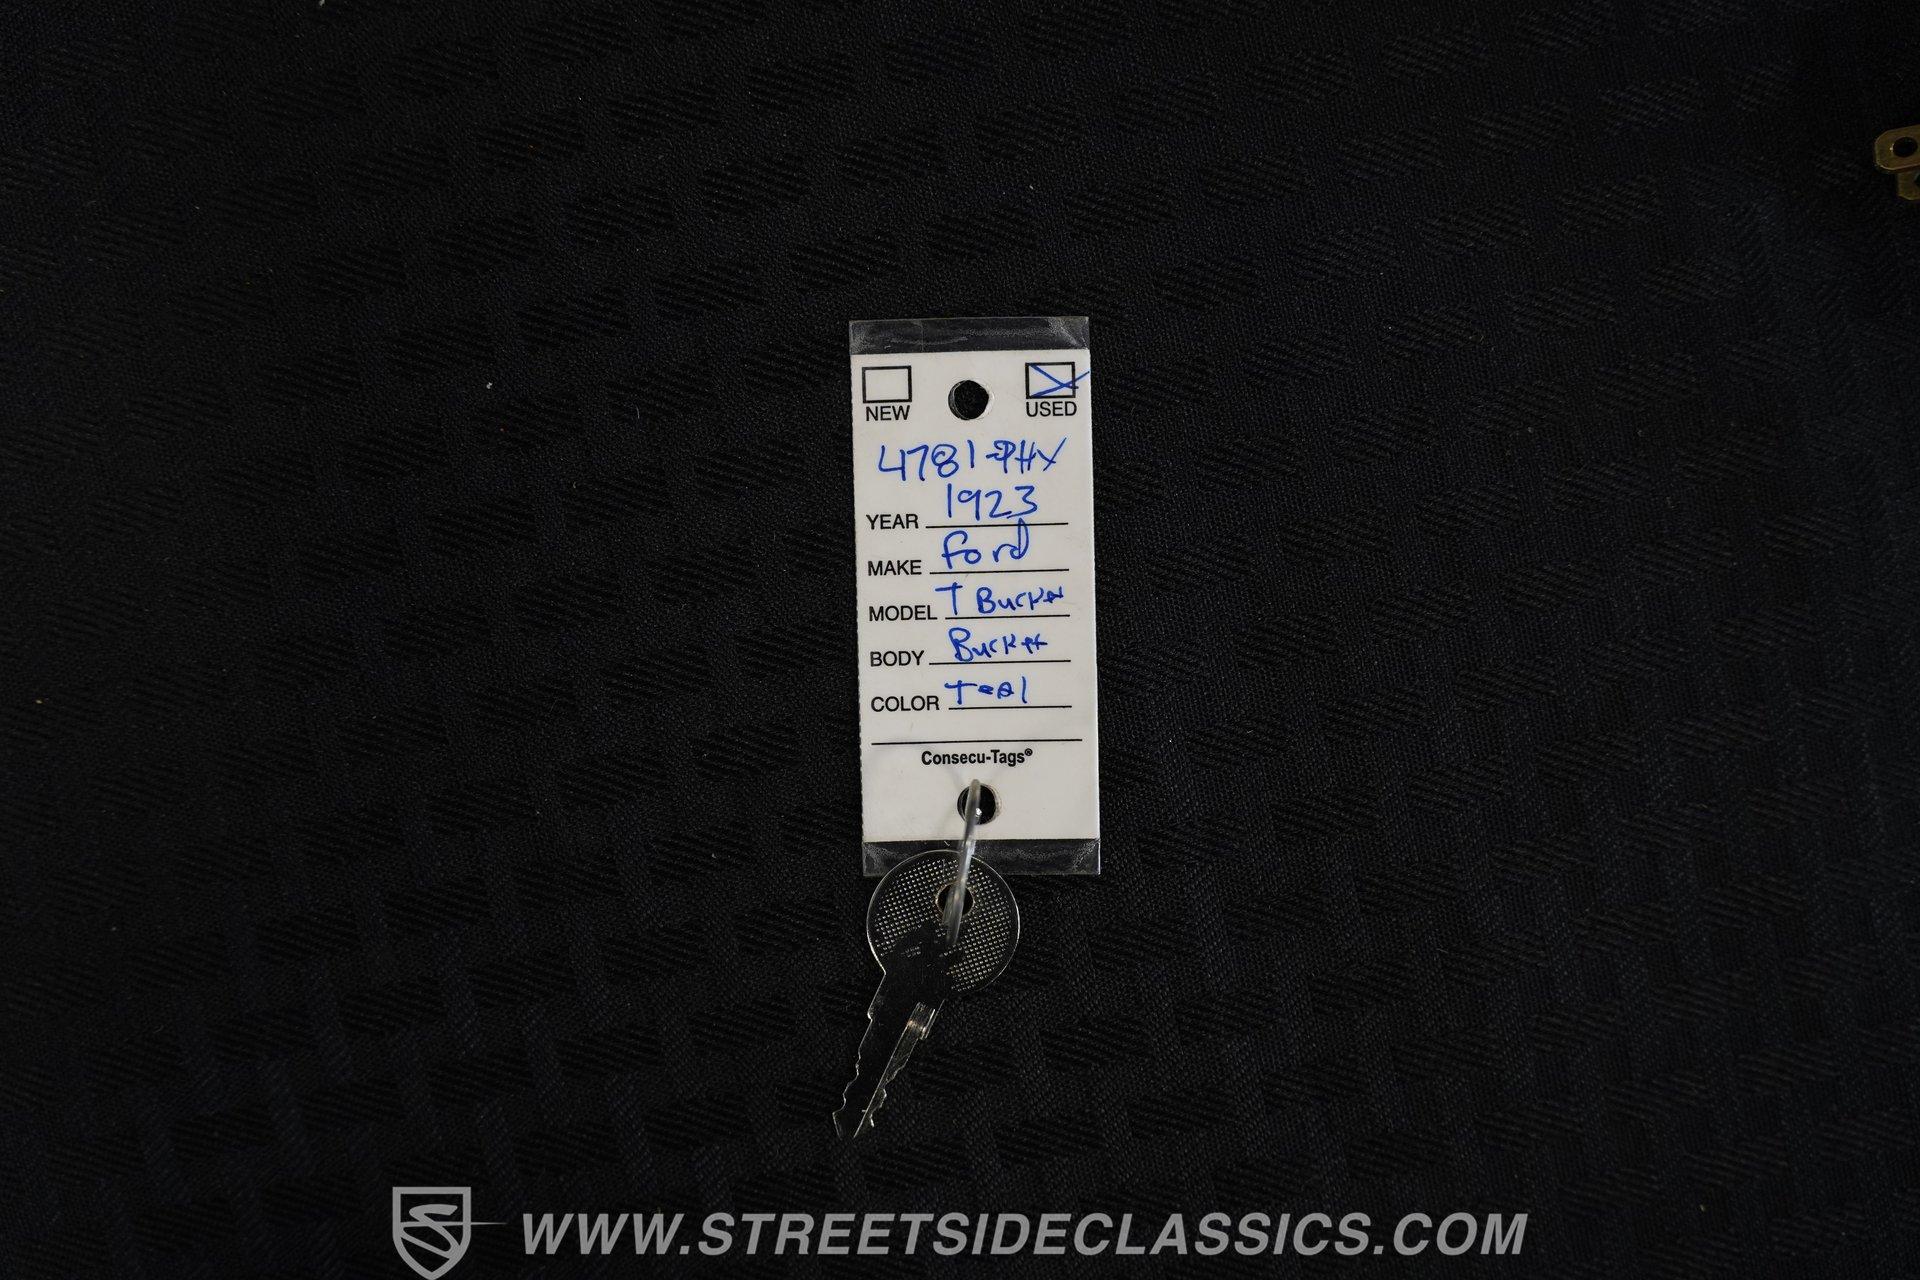 NEW USED
4781-PHX
YEAR 1923
MAKE Ford
MODEL T Bucket
BODY Bucket
COLOR Teal
Consecu-Tags®
WWW.STREETSIDECLASSICS.COM